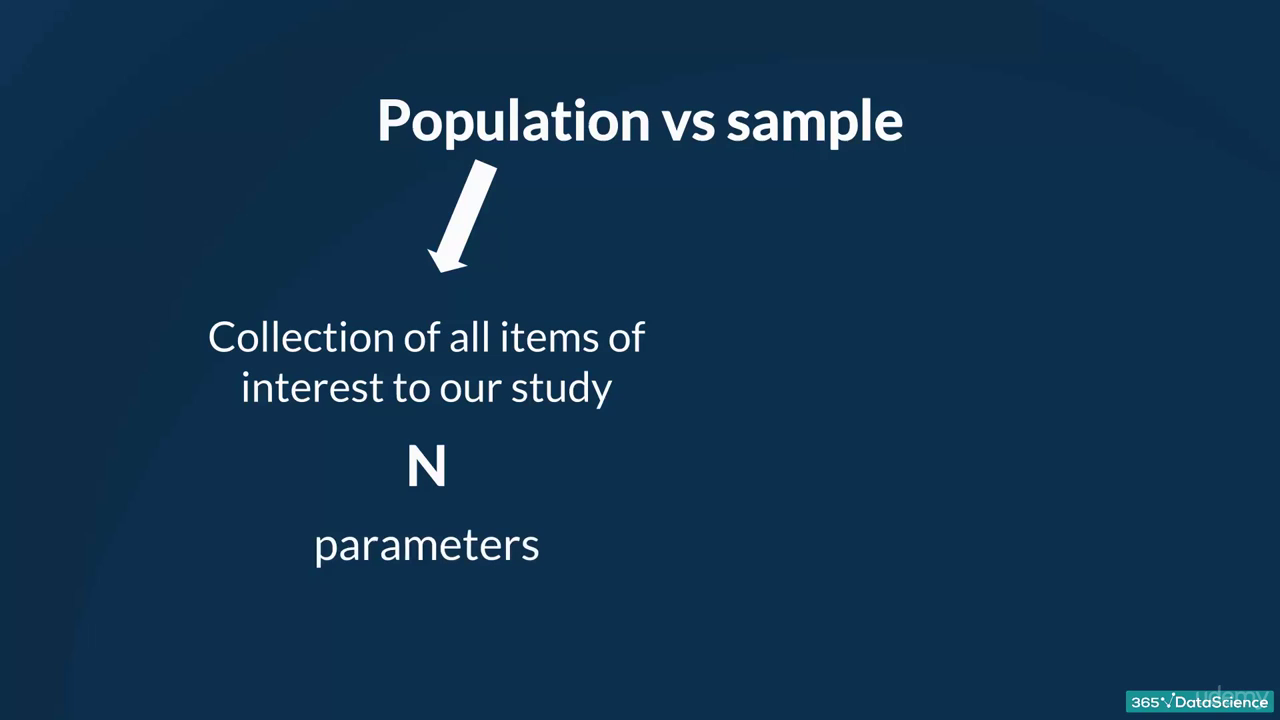 Population vs sample
Collection of all items of
interest to our study
N
parameters
udemy
365√DataScience